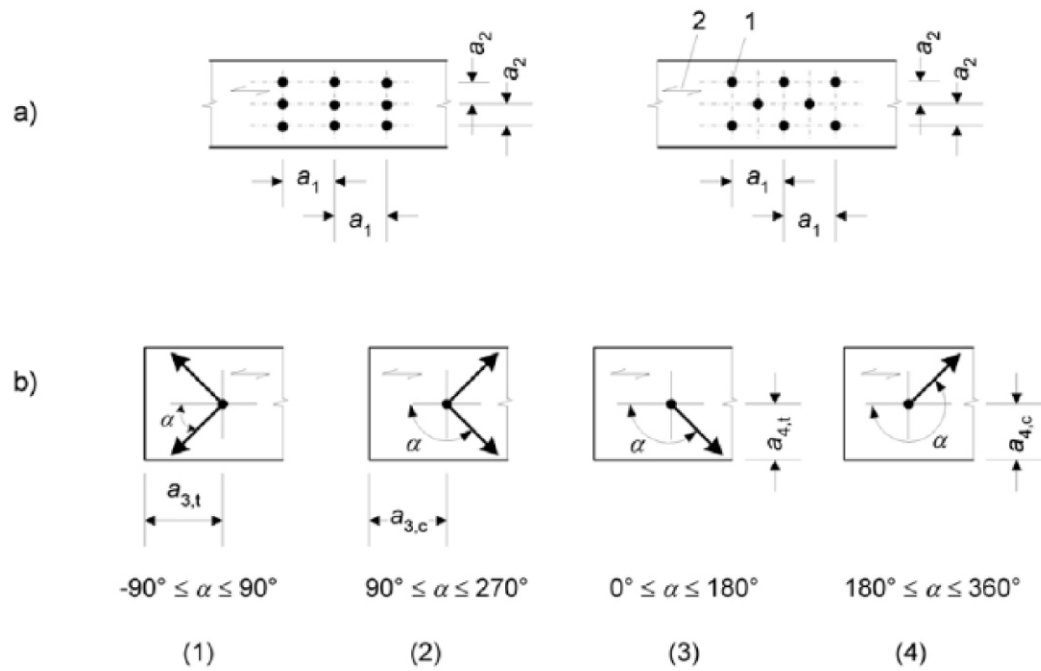 a)
a₂
a₂
a₁
a₁
2
1
a₂
a₂
a₁
a₁
b)
α
a₃,t
α
a₃,c
α
a₄,t
α
a₄,c
-90° ≤ α ≤ 90°
90° ≤ α ≤ 270°
0° ≤ α ≤ 180°
180° ≤ α ≤ 360°
(1)
(2)
(3)
(4)